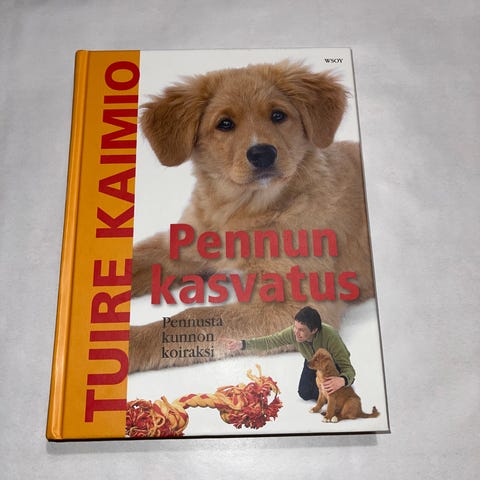 WSOY
TUIRE KAIMIO
Pennun
kasvatus
Pennusta
kunnon
koiraksi